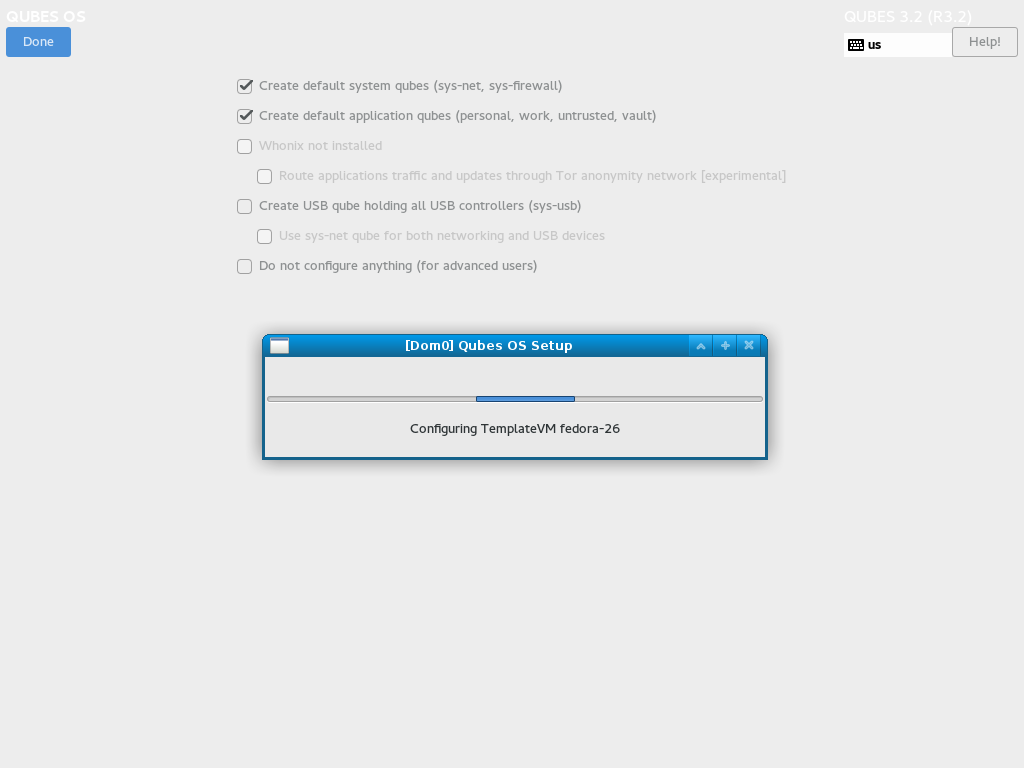 QUBES OS
QUBES 3.2 (R3.2)
Done
us
Help!
Create default system qubes (sys-net, sys-firewall)
Create default application qubes (personal, work, untrusted, vault)
Whonix not installed
Route applications traffic and updates through Tor anonymity network [experimental]
Create USB qube holding all USB controllers (sys-usb)
Use sys-net qube for both networking and USB devices
Do not configure anything (for advanced users)
[Dom0] Qubes OS Setup
Configuring TemplateVM fedora-26